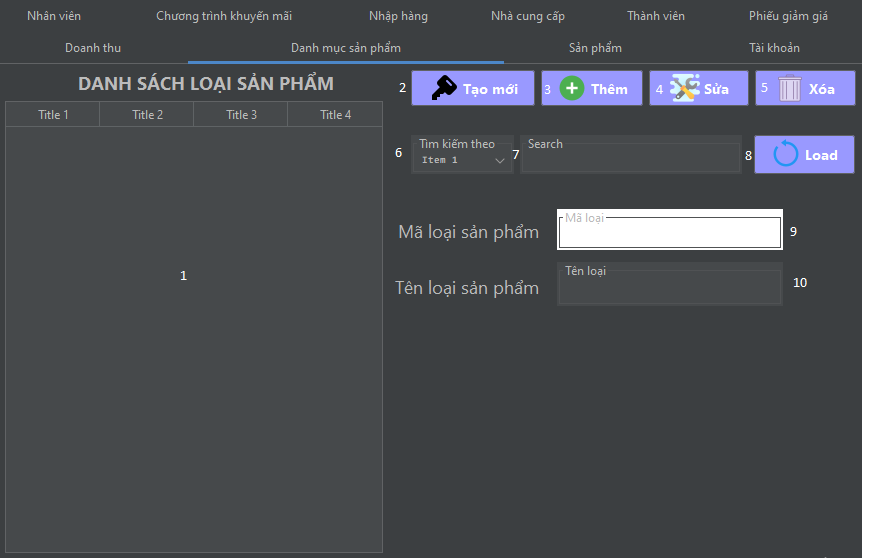 Nhân viên Chương trình khuyến mãi Nhập hàng Nhà cung cấp Thành viên Phiếu giảm giá
Doanh thu Danh mục sản phẩm Sản phẩm Tài khoản
DANH SÁCH LOẠI SẢN PHẨM
2 Tạo mới 3 Thêm 4 Sửa 5 Xóa
Title 1 Title 2 Title 3 Title 4
6 Tìm kiếm theo 7 Search 8 Load
Item 1
Mã loại sản phẩm Mã loại 9
1
Tên loại sản phẩm Tên loại 10